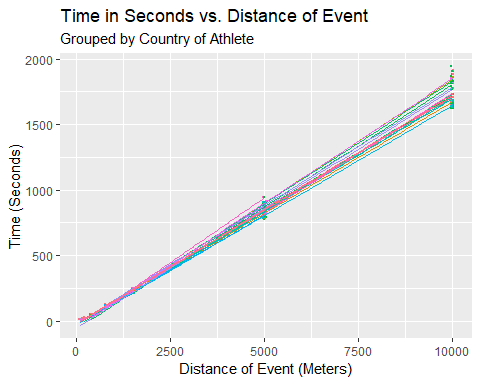 Time in Seconds vs. Distance of Event
Grouped by Country of Athlete
2000
1500
1000
500
0
Time (Seconds)
0 2500 5000 7500 10000
Distance of Event (Meters)